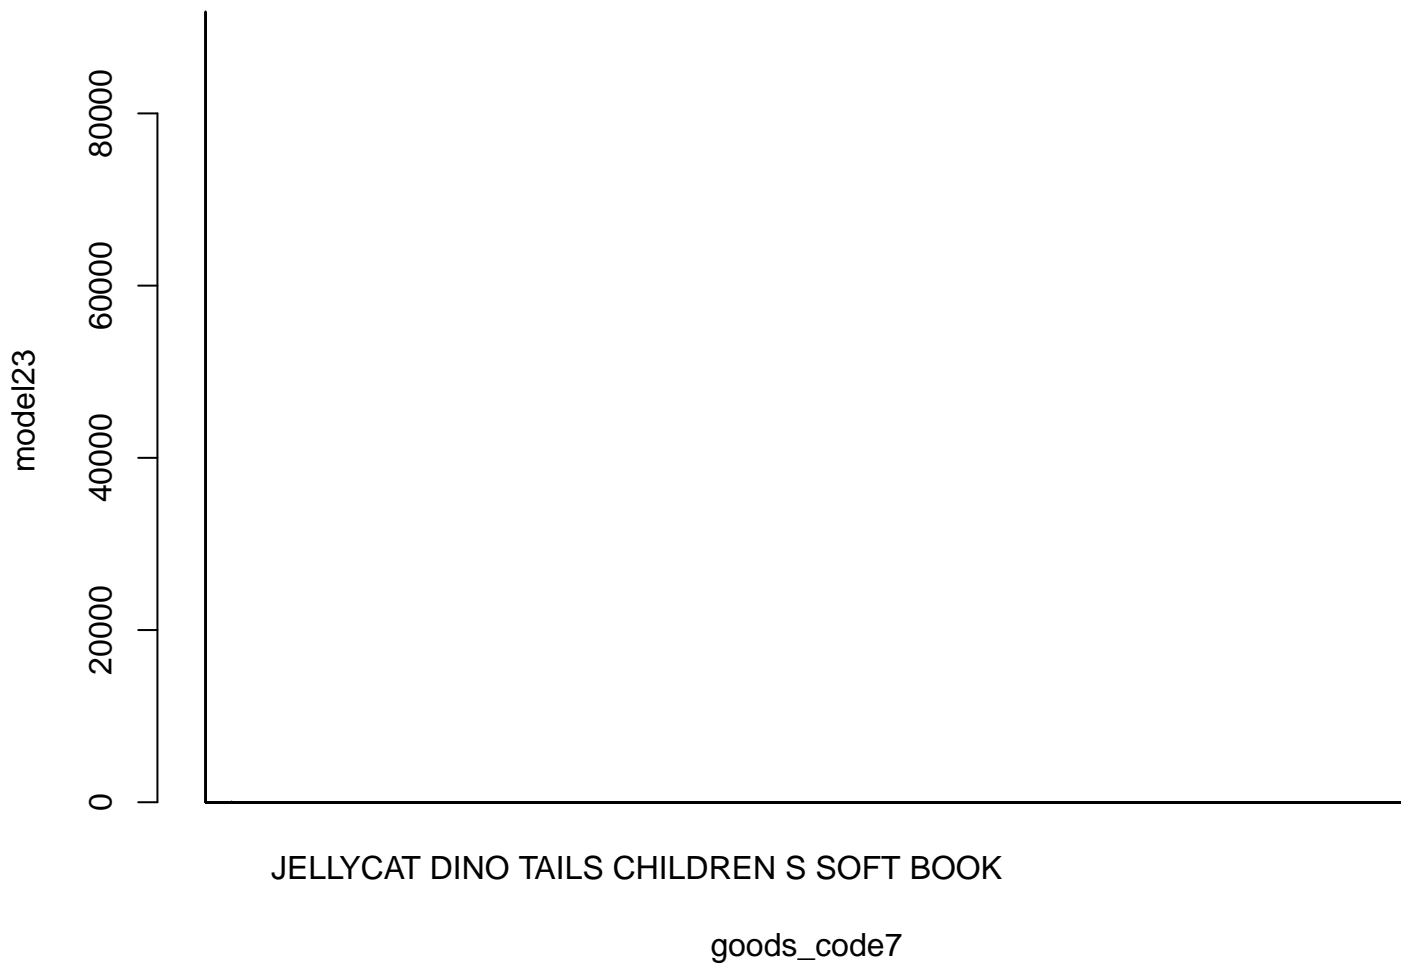 80000
60000
model23
40000
20000
0
JELLYCAT DINO TAILS CHILDREN S SOFT BOOK
goods_code7